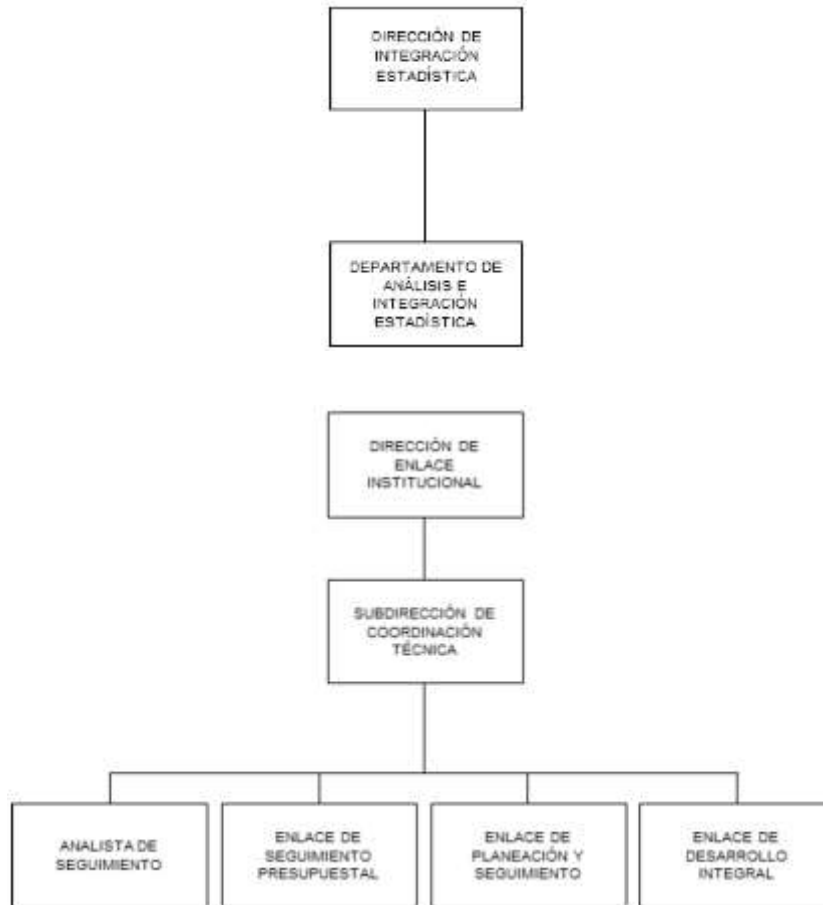 DIRECCIÓN DE
INTEGRACIÓN
ESTADÍSTICA
DEPARTAMENTO DE
ANÁLISIS E
INTEGRACIÓN
ESTADÍSTICA
DIRECCIÓN DE
ENLACE
INSTITUCIONAL
SUBDIRECCIÓN DE
COORDINACIÓN
TÉCNICA
ANALISTA DE
SEGUIMIENTO
ENLACE DE
SEGUIMIENTO
PRESUPUESTAL
ENLACE DE
PLANEACIÓN Y
SEGUIMIENTO
ENLACE DE
DESARROLLO
INTEGRAL